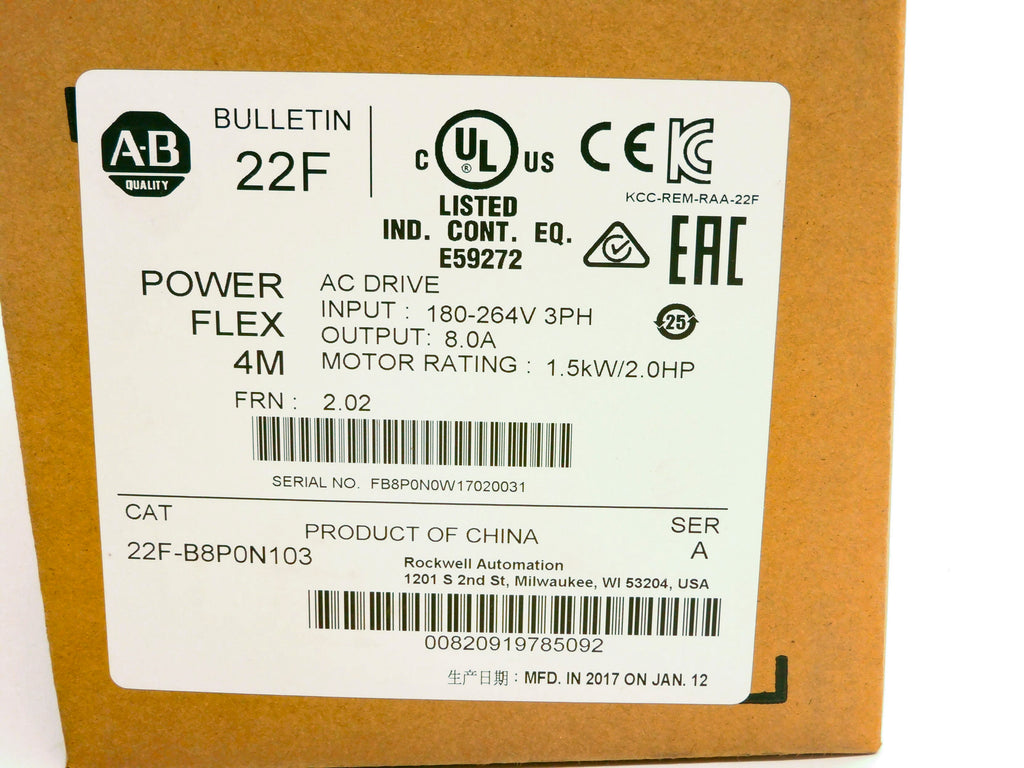 A-B
QUALITY
BULLETIN
22F
C UL ® US
LISTED
IND. CONT. EQ.
E59272
CE
KC
KCC-REM-RAA-22F
EAC
25
POWER
FLEX
4M
AC DRIVE
INPUT : 180-264V 3PH
OUTPUT: 8.0A
MOTOR RATING : 1.5kW/2.0HP
FRN : 2.02
SERIAL NO. FB8P0N0W17020031
CAT
22F-B8P0N103
PRODUCT OF CHINA
SER
A
Rockwell Automation
1201 S 2nd St, Milwaukee, WI 53204, USA
00820919785092
生产日期：MFD. IN 2017 ON JAN. 12